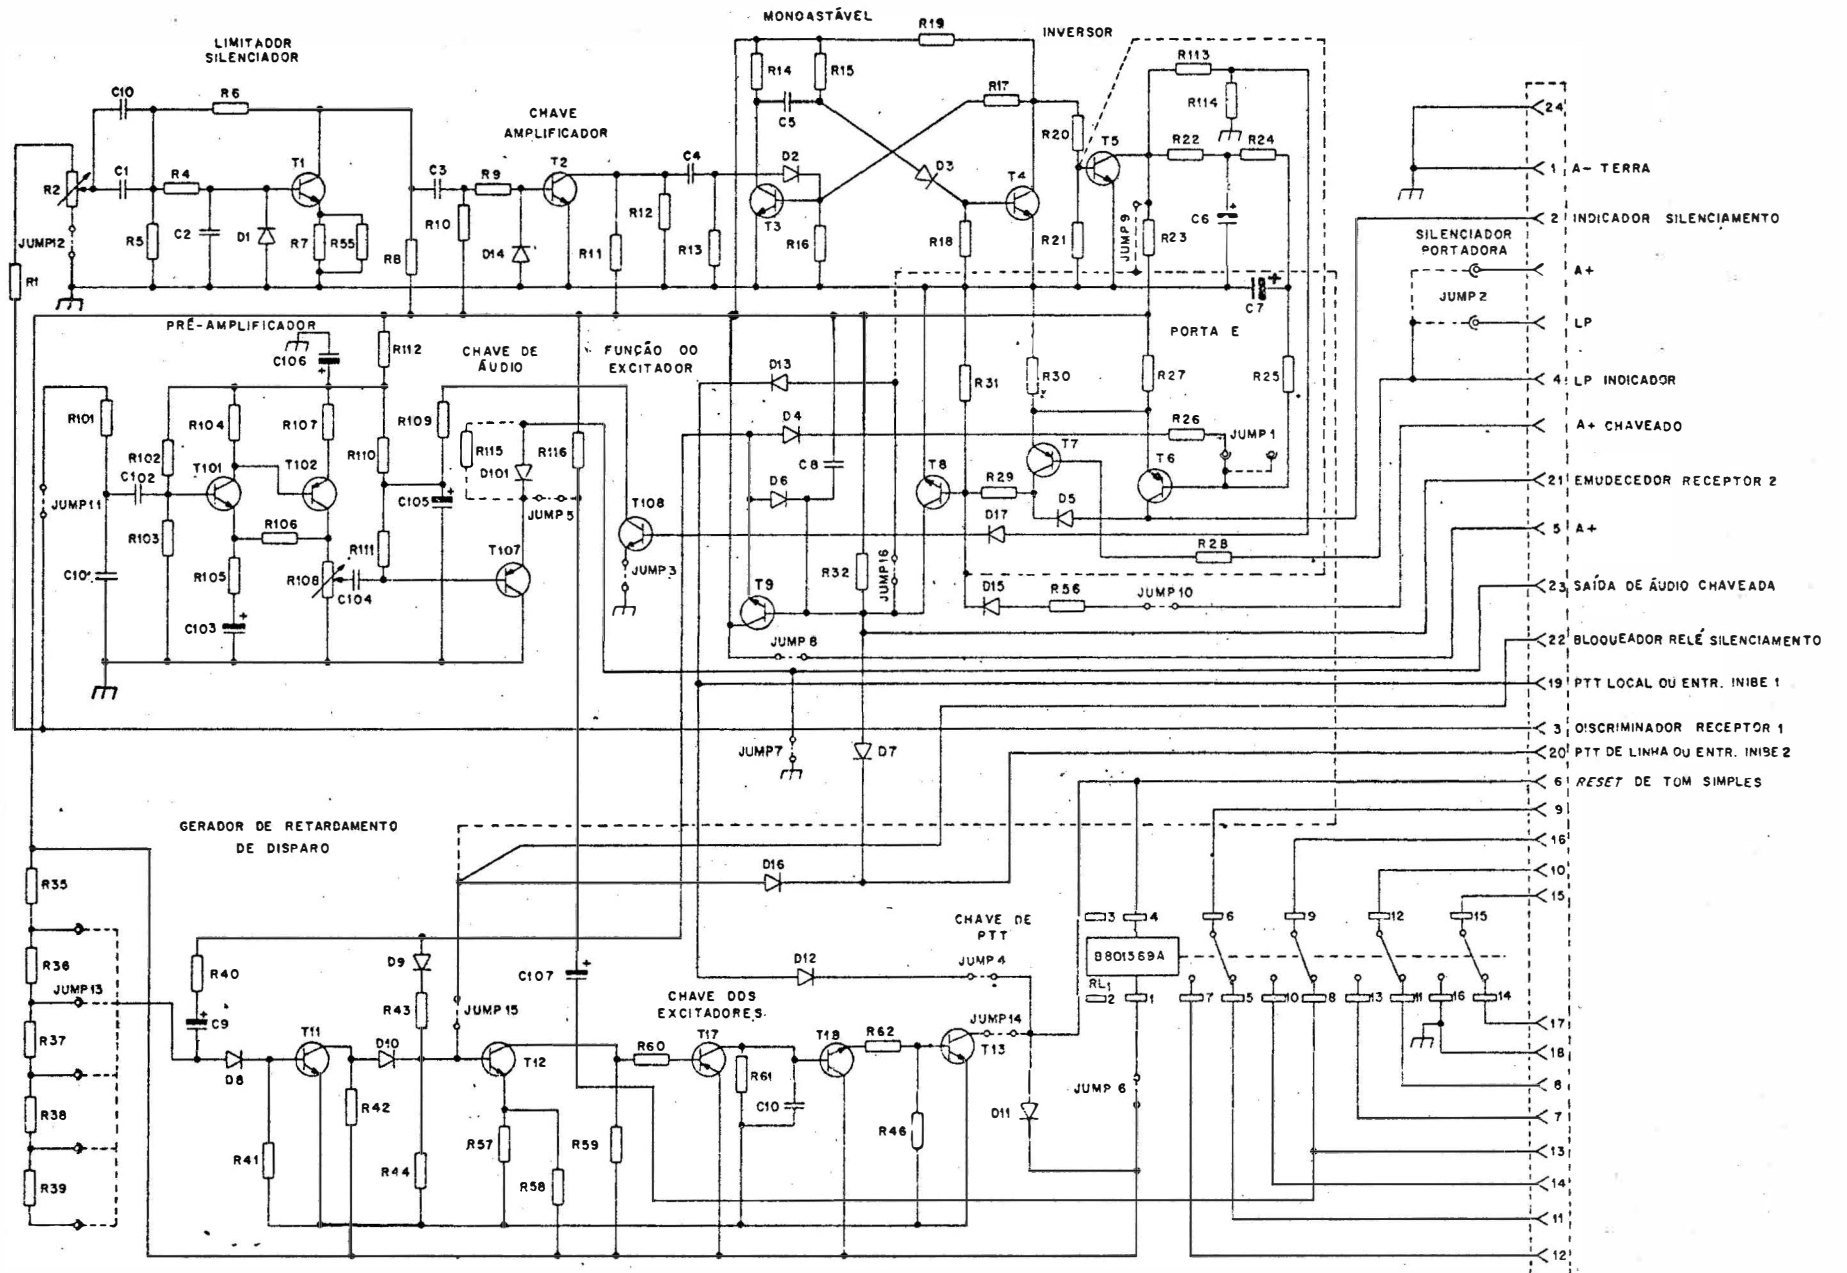 MONOASTÁVEL
R19
INVERSOR
LIMITADOR
SILENCIADOR
R113
R14
R15
C10
R6
R114
24
CHAVE
AMPLIFICADOR
C5
R17
R20
T5
R22
R24
R2
C1
R4
T1
C3
R9
T2
C4
D2
D3
T4
1 A- TERRA
R10
R12
T3
C6
2 INDICADOR SILENCIAMENTO
JUMP12
R5
C2
D1
R7
R55
R8
D14
R11
R13
R16
R18
R21
JUMP9
R23
SILENCIADOR
PORTADORA
A+
R1
C7
JUMP 2
PRÉ-AMPLIFICADOR
C106
R112
CHAVE DE
ÁUDIO
FUNÇÃO DO
EXCITADOR
PORTA E
LP
D13
R31
R30
R27
R25
4 LP INDICADOR
R101
R104
R107
R109
D4
R26
JUMP1
A+ CHAVEADO
R102
R110
R115
R116
C8
T7
C102
T101
T102
D101
D6
T8
R29
T6
21 EMUDECEDOR RECEPTOR 2
JUMP11
C105
JUMP 5
T108
D5
5 A+
R103
R106
D17
R111
T107
R28
C101
R105
R108
C104
JUMP3
R32
JUMP16
T9
D15
R56
JUMP10
23 SAÍDA DE ÁUDIO CHAVEADA
C103
JUMP 8
22 BLOQUEADOR RELÉ SILENCIAMENTO
19 PTT LOCAL OU ENTR. INIBE 1
3 DISCRIMINADOR RECEPTOR 1
JUMP7
D7
20 PTT DE LINHA OU ENTR. INIBE 2
6 RESET DE TOM SIMPLES
9
GERADOR DE RETARDAMENTO
DE DISPARO
16
D16
10
R35
15
CHAVE DE
PTT
3
4
6
9
12
15
R36
R40
D9
C107
D12
JUMP 4
B801569A
JUMP13
R43
JUMP15
CHAVE DOS
EXCITADORES
RL1
2
1
7
5
10
8
13
11
16
14
C9
JUMP14
17
R37
D8
T11
D10
T12
R60
T17
T18
R62
T13
18
R61
C10
JUMP 6
8
R38
R42
D11
7
R41
R44
R57
R59
R46
13
R39
R58
14
11
12